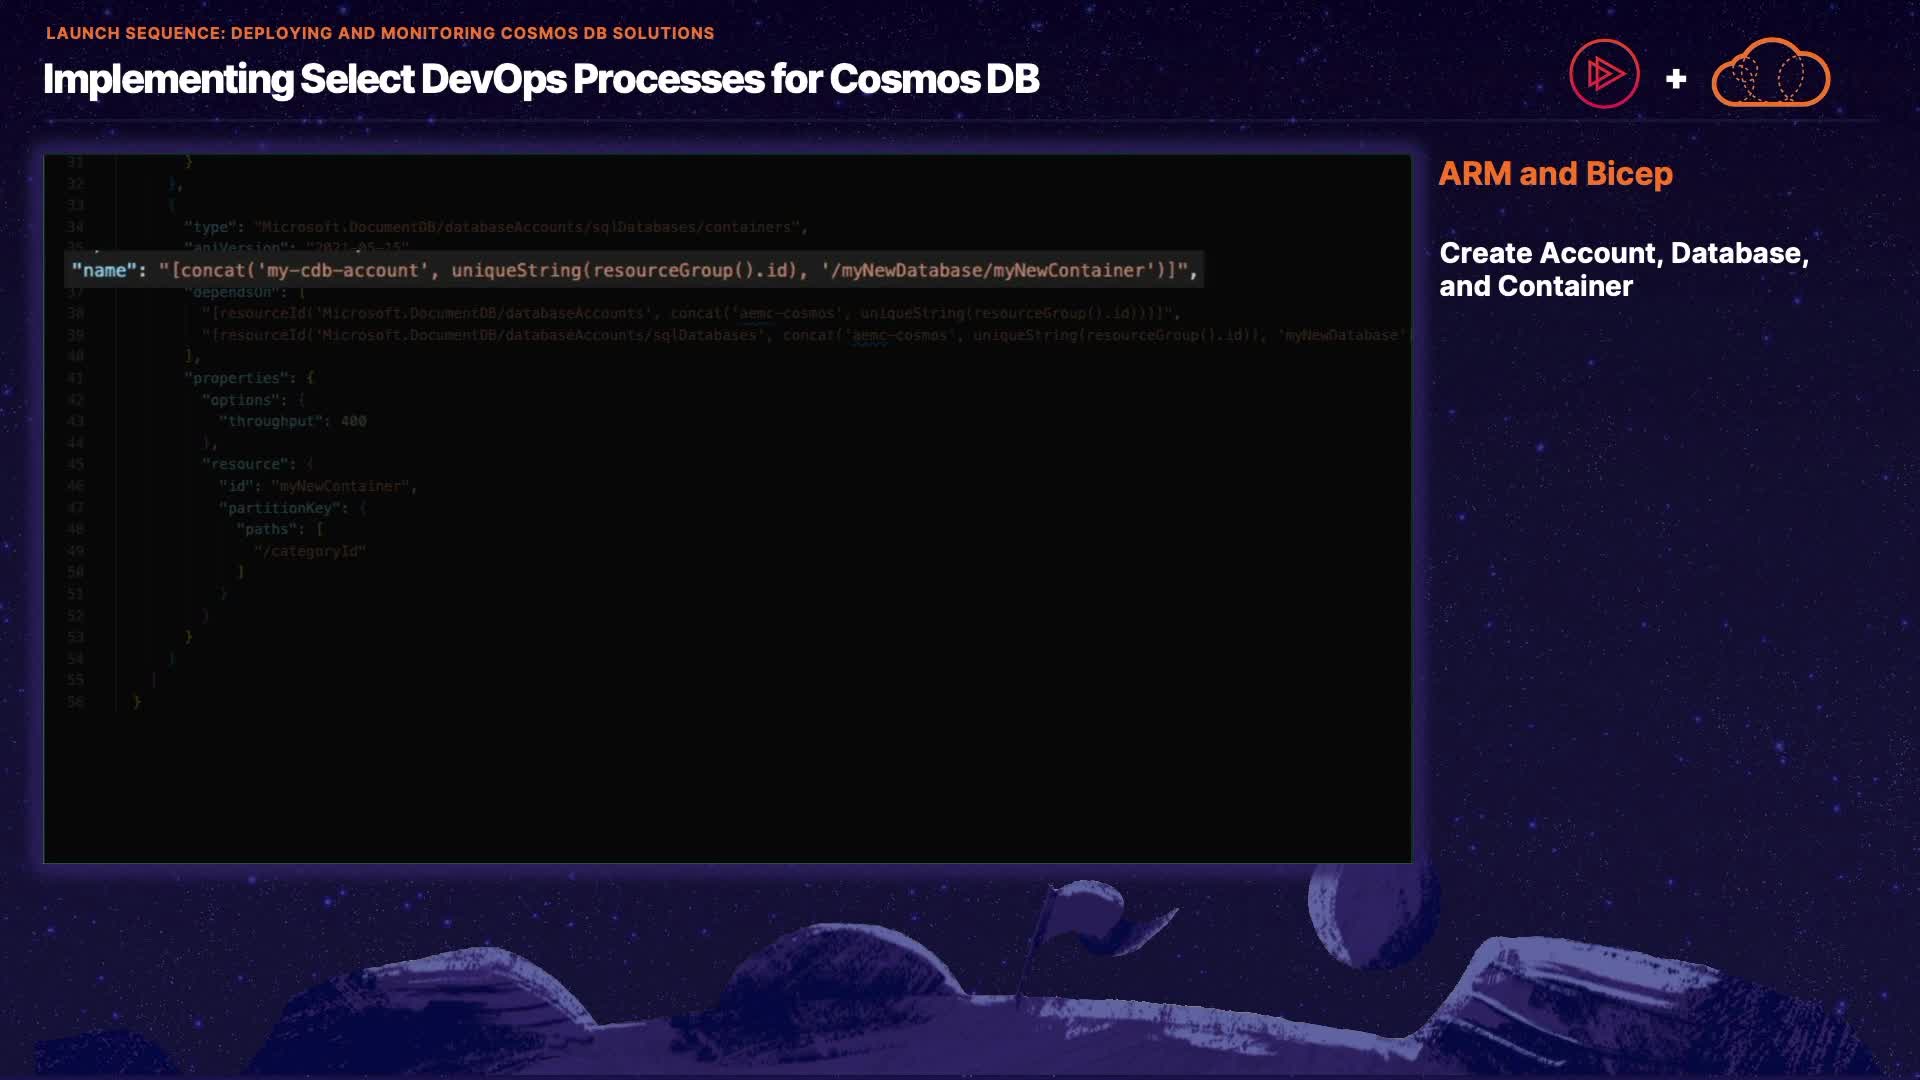 LAUNCH SEQUENCE: DEPLOYING AND MONITORING COSMOS DB SOLUTIONS
Implementing Select DevOps Processes for Cosmos DB
+
ARM and Bicep
Create Account, Database,
and Container
31 }
32 },
33 {
34 "type": "Microsoft.DocumentDB/databaseAccounts/sqlDatabases/containers",
35 "apiVersion": "2021-05-15"
"name": "[concat('my-cdb-account', uniqueString(resourceGroup().id), '/myNewDatabase/myNewContainer')]",
37 "dependsOn": [
38 "[resourceId('Microsoft.DocumentDB/databaseAccounts', concat('aemc-cosmos', uniqueString(resourceGroup().id)))]",
39 "[resourceId('Microsoft.DocumentDB/databaseAccounts/sqlDatabases', concat('aemc-cosmos', uniqueString(resourceGroup().id)), 'myNewDatabase')
40 ],
41 "properties": {
42 "options": {
43 "throughput": 400
44 },
45 "resource": {
46 "id": "myNewContainer",
47 "partitionKey": {
48 "paths": [
49 "/categoryId"
50 ]
51 }
52 }
53 }
54 }
55 ]
56 }